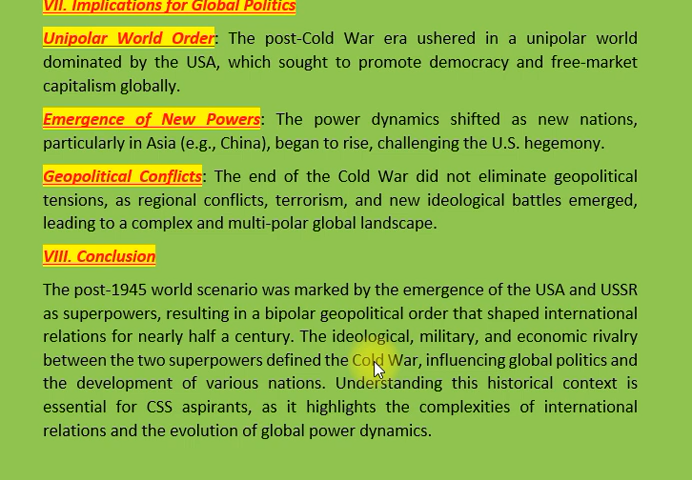 VII. Implications for Global Politics
Unipolar World Order: The post-Cold War era ushered in a unipolar world
dominated by the USA, which sought to promote democracy and free-market
capitalism globally.
Emergence of New Powers: The power dynamics shifted as new nations,
particularly in Asia (e.g., China), began to rise, challenging the U.S. hegemony.
Geopolitical Conflicts: The end of the Cold War did not eliminate geopolitical
tensions, as regional conflicts, terrorism, and new ideological battles emerged,
leading to a complex and multi-polar global landscape.
VIII. Conclusion
The post-1945 world scenario was marked by the emergence of the USA and USSR
as superpowers, resulting in a bipolar geopolitical order that shaped international
relations for nearly half a century. The ideological, military, and economic rivalry
between the two superpowers defined the Cold War, influencing global politics and
the development of various nations. Understanding this historical context is
essential for CSS aspirants, as it highlights the complexities of international
relations and the evolution of global power dynamics.